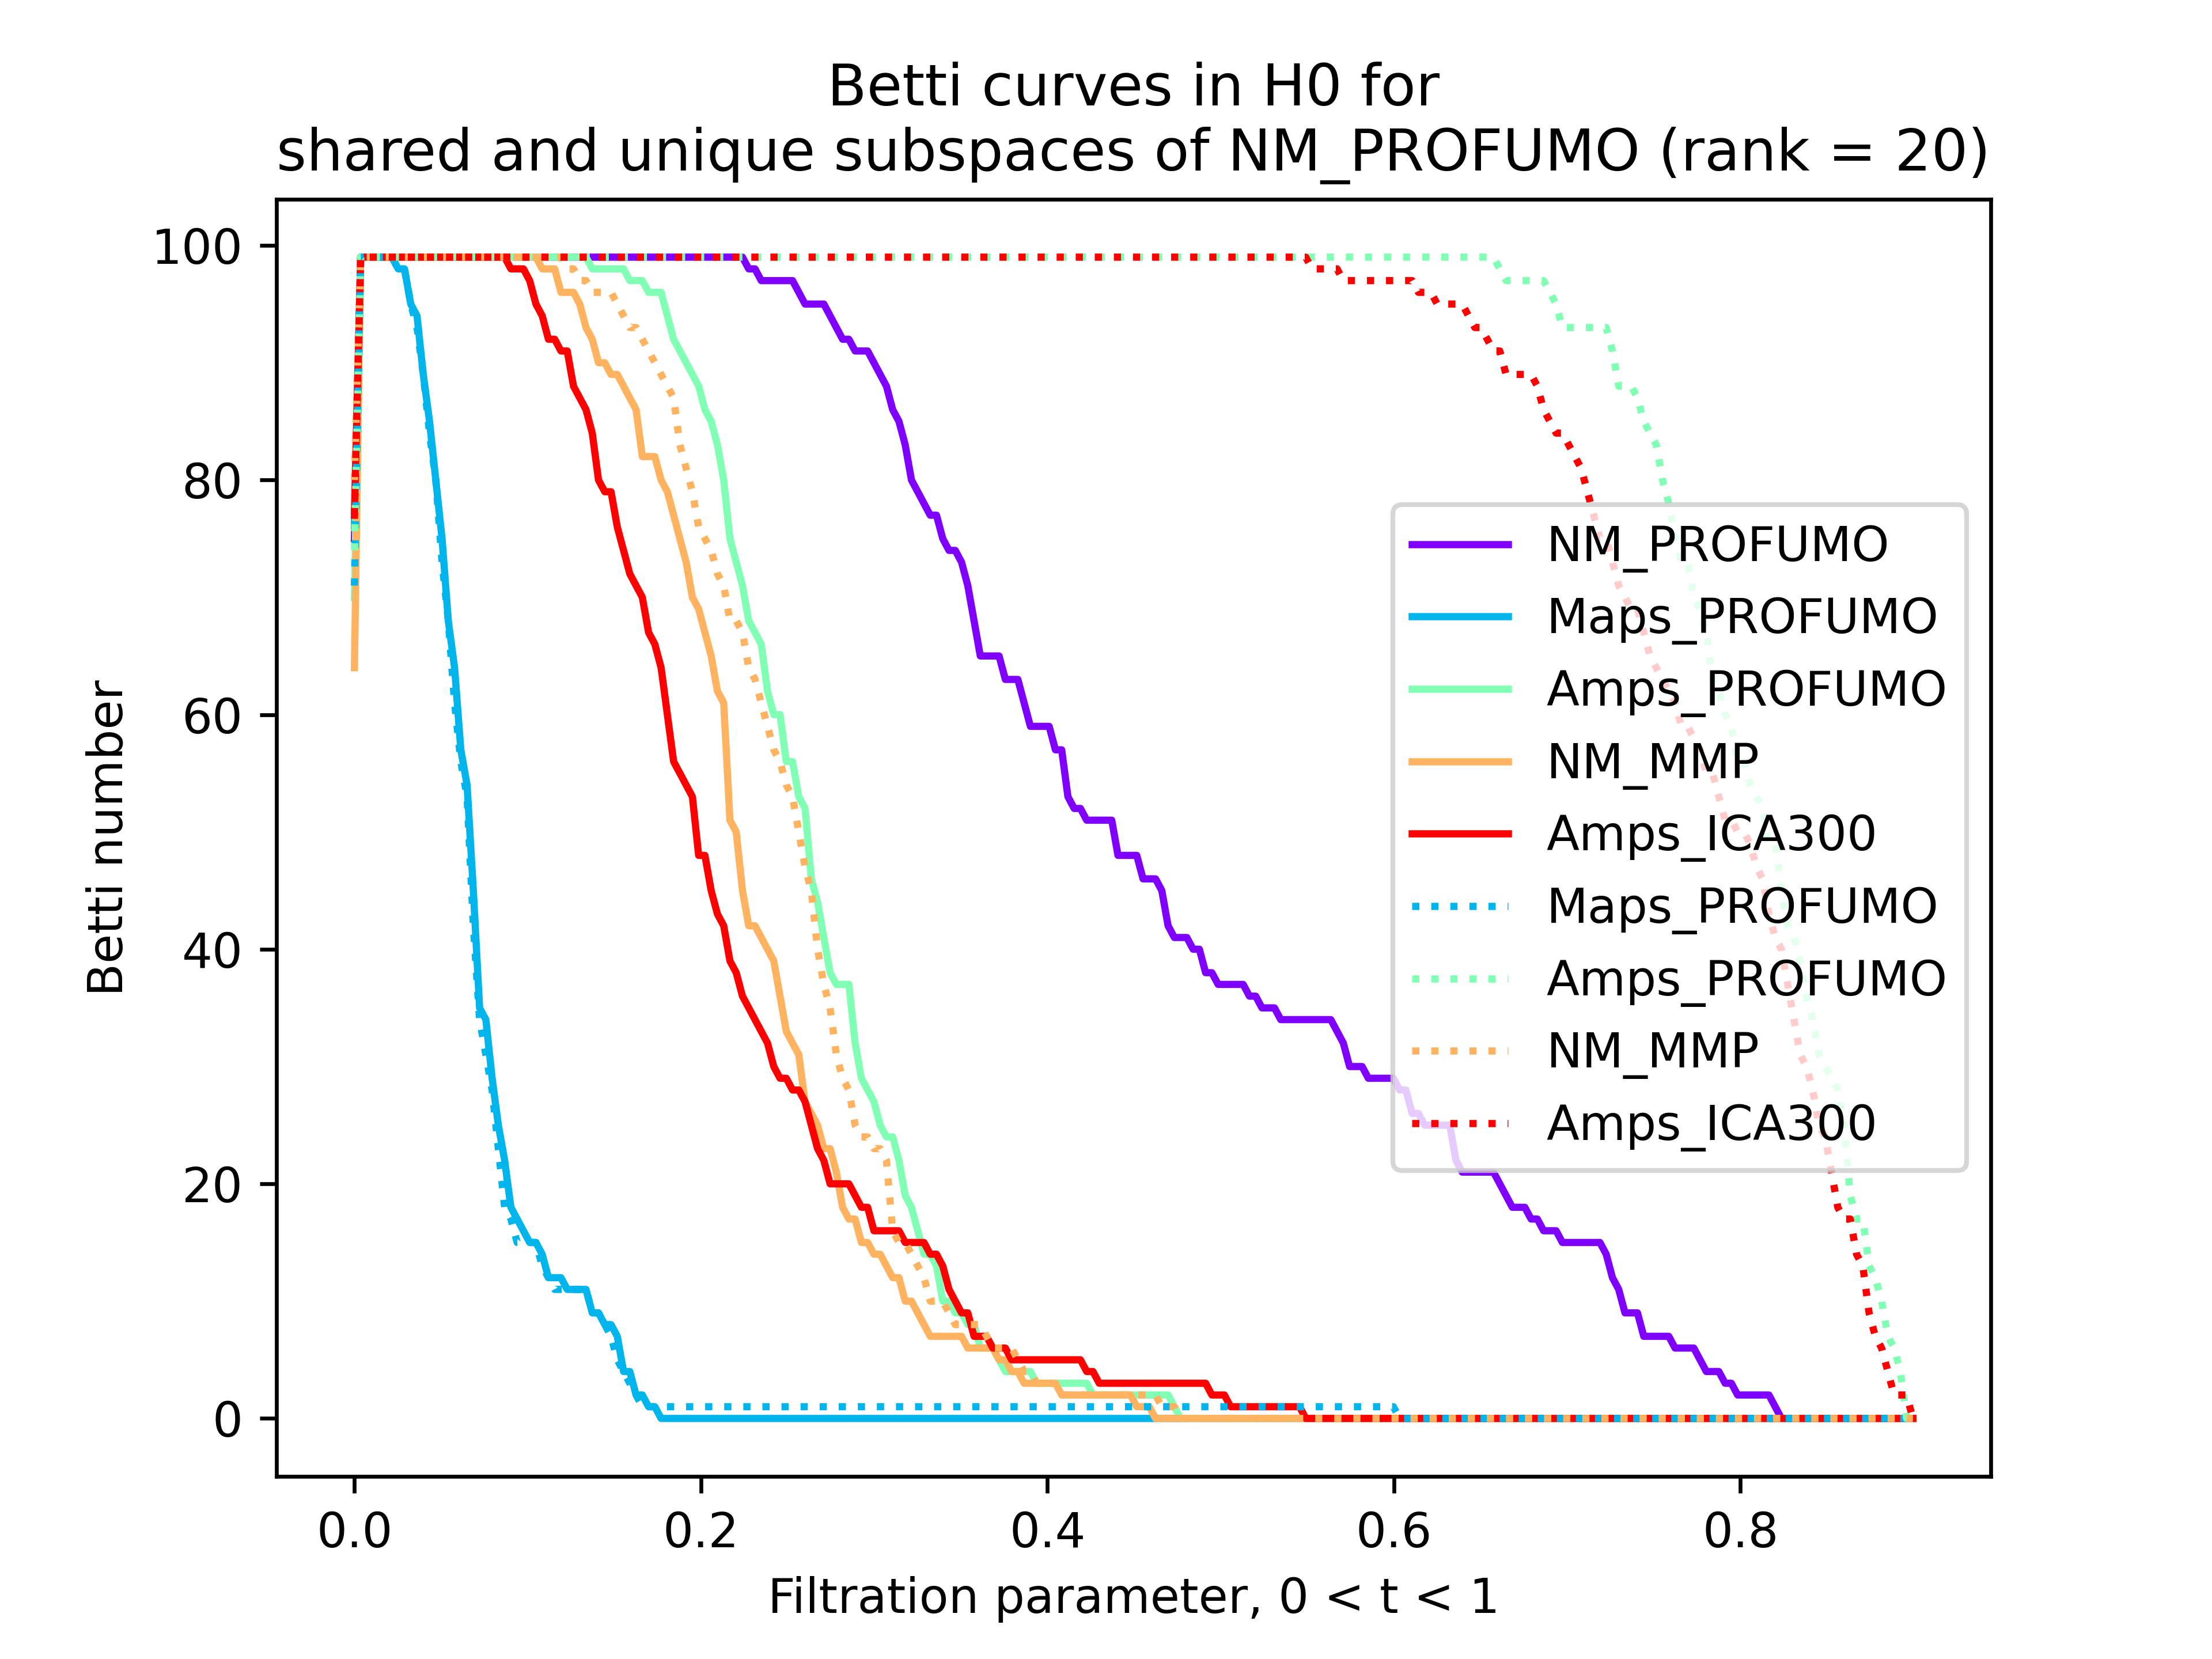 Betti curves in H0 for
shared and unique subspaces of NM_PROFUMO (rank = 20)
100
80
60
40
20
0
Betti number
NM_PROFUMO
Maps_PROFUMO
Amps_PROFUMO
NM_MMP
Amps_ICA300
Maps_PROFUMO
Amps_PROFUMO
NM_MMP
Amps_ICA300
0.0 0.2 0.4 0.6 0.8
Filtration parameter, 0 < t < 1